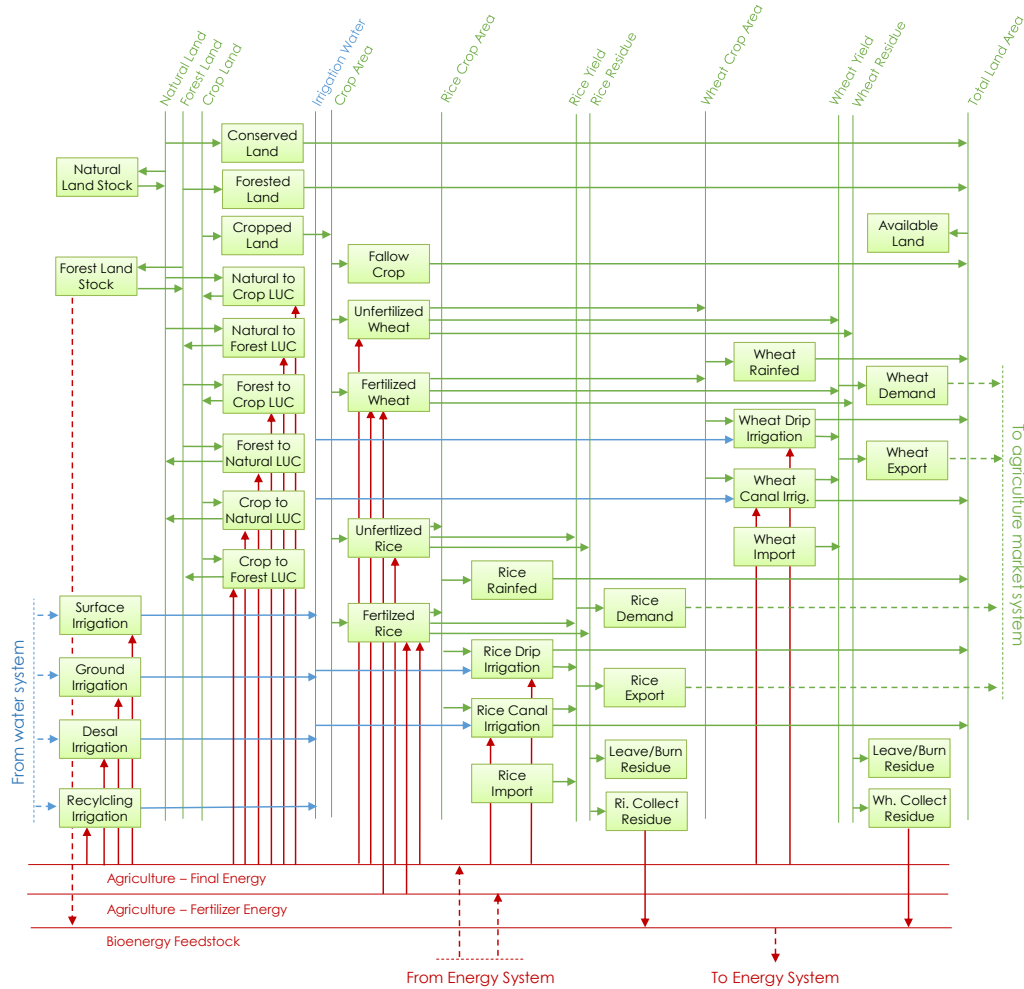 Natural Land
Forest Land
Crop Land
Irrigation Water
Crop Area
Rice Crop Area
Rice Yield
Rice Residue
Wheat Crop Area
Wheat Yield
Wheat Residue
Total Land Area
Conserved
Land
Natural
Land Stock
Forested
Land
Cropped
Land
Available
Land
Fallow
Crop
Forest Land
Stock
Natural to
Crop LUC
Unfertilized
Wheat
Natural to
Forest LUC
Wheat
Rainfed
Wheat
Demand
Forest to
Crop LUC
Fertilized
Wheat
Wheat Drip
Irrigation
Forest to
Natural LUC
Wheat
Export
Wheat
Canal Irrig.
Crop to
Natural LUC
Unfertlized
Rice
Wheat
Import
Crop to
Forest LUC
Rice
Rainfed
To agriculture market system
Surface
Irrigation
Fertilzed
Rice
Rice
Demand
Rice Drip
Irrigation
Ground
Irrigation
Rice
Export
From water system
Rice Canal
Irrigation
Desal
Irrigation
Leave/Burn
Residue
Leave/Burn
Residue
Rice
Import
Recylcling
Irrigation
Ri. Collect
Residue
Wh. Collect
Residue
Agriculture – Final Energy
Agriculture – Fertilizer Energy
Bioenergy Feedstock
From Energy System
To Energy System